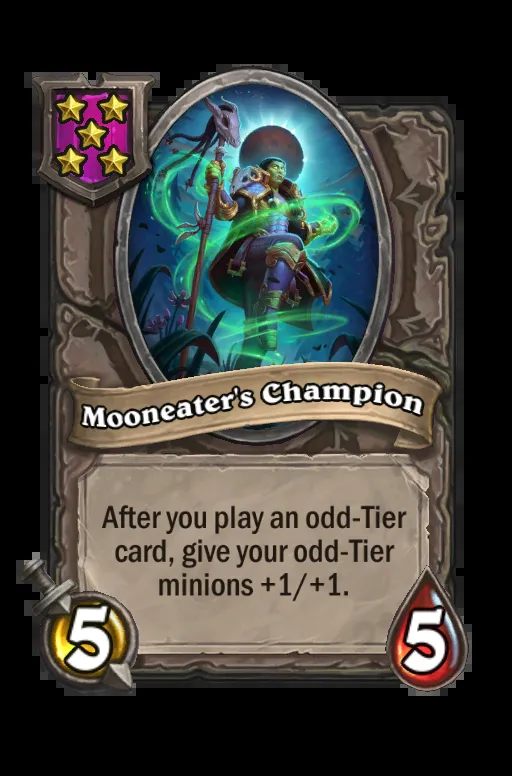 Mooneater's Champion
After you play an odd-Tier
card, give your odd-Tier
minions +1/+1.
5
5